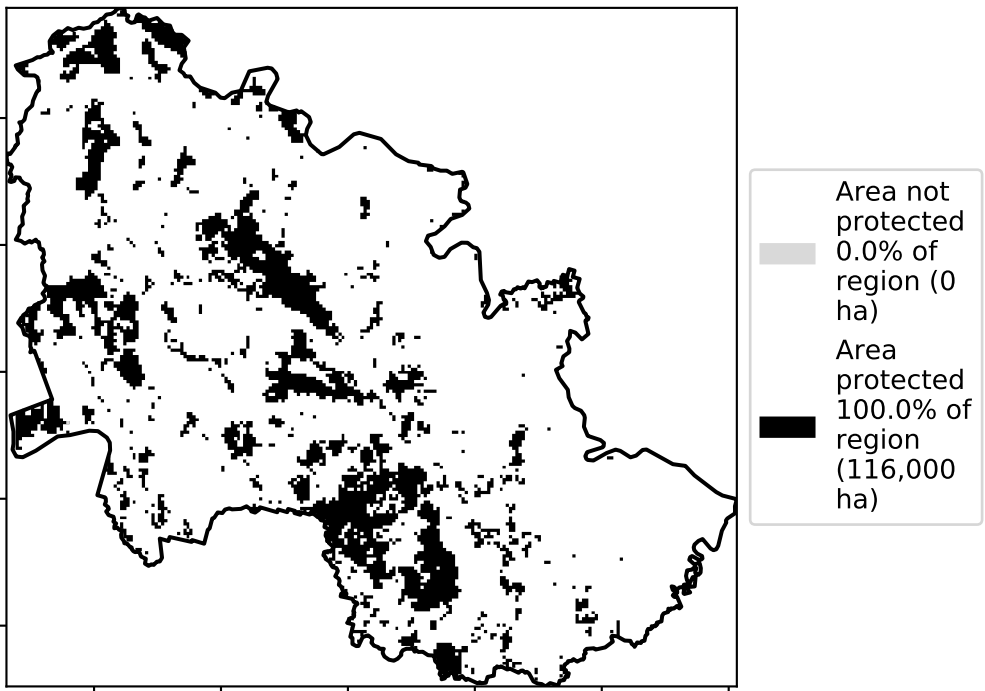 Area not
protected
0.0% of
region (0
ha)
Area
protected
100.0% of
region
(116,000
ha)